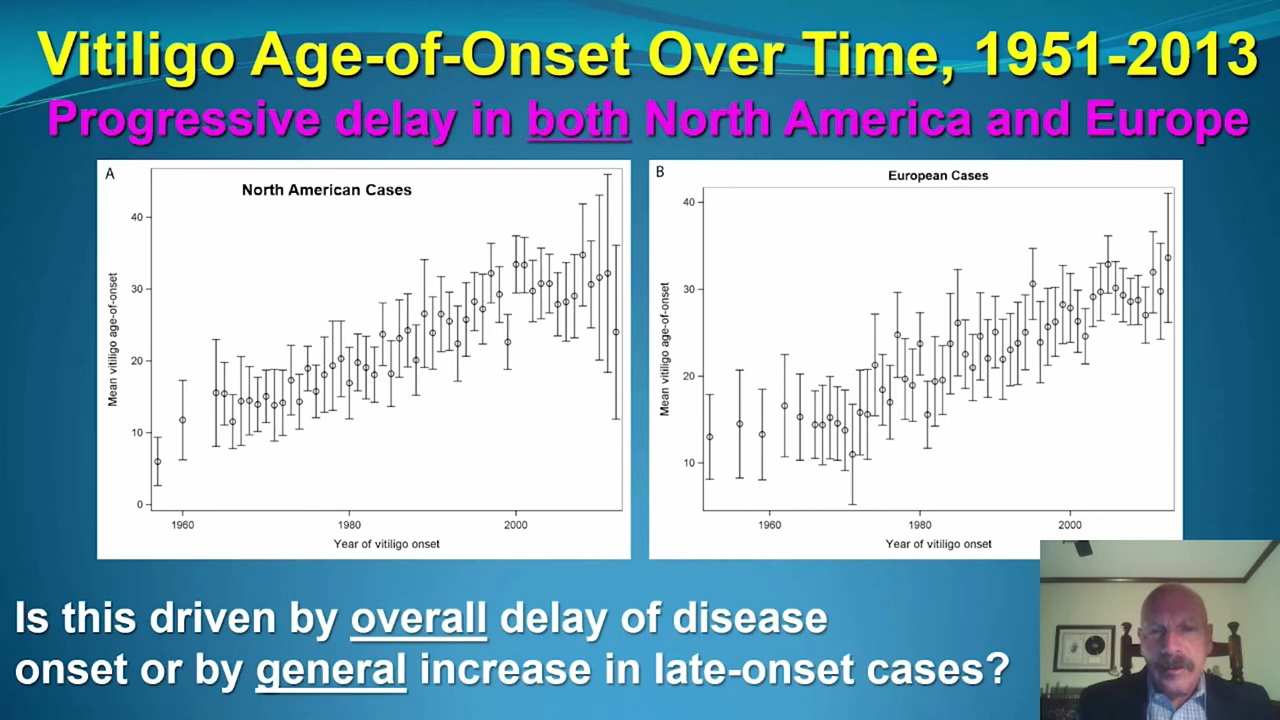 Vitiligo Age-of-Onset Over Time, 1951-2013
Progressive delay in both North America and Europe
A
North American Cases
Mean vitiligo age-of-onset
40
30
20
10
0
1960
1980
2000
Year of vitiligo onset
B
European Cases
Mean vitiligo age-of-onset
40
30
20
10
1960
1980
2000
Year of vitiligo onset
Is this driven by overall delay of disease
onset or by general increase in late-onset cases?